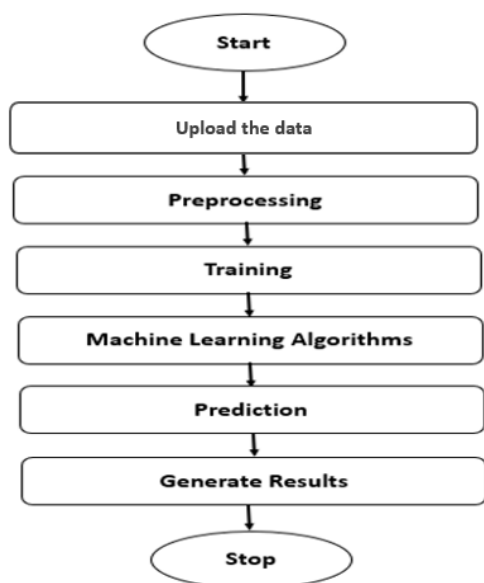 Start
Upload the data
Preprocessing
Training
Machine Learning Algorithms
Prediction
Generate Results
Stop